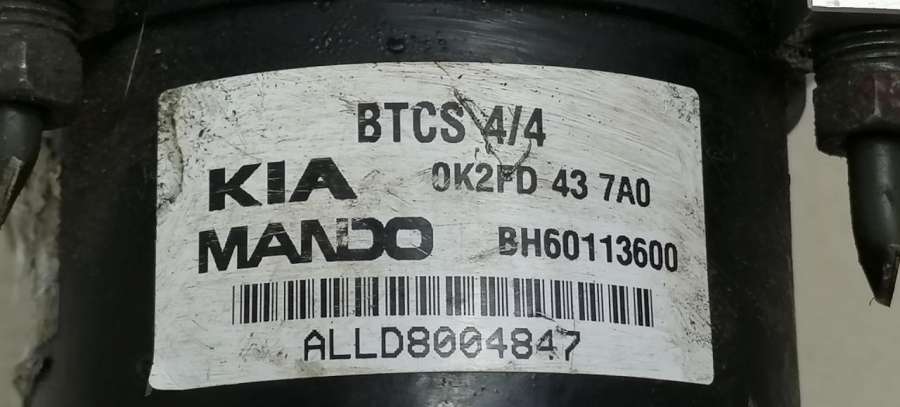 BTCS 4/4
KIA 0K2FD 43 7A0
MANDO BH60113600
ALLD8004847